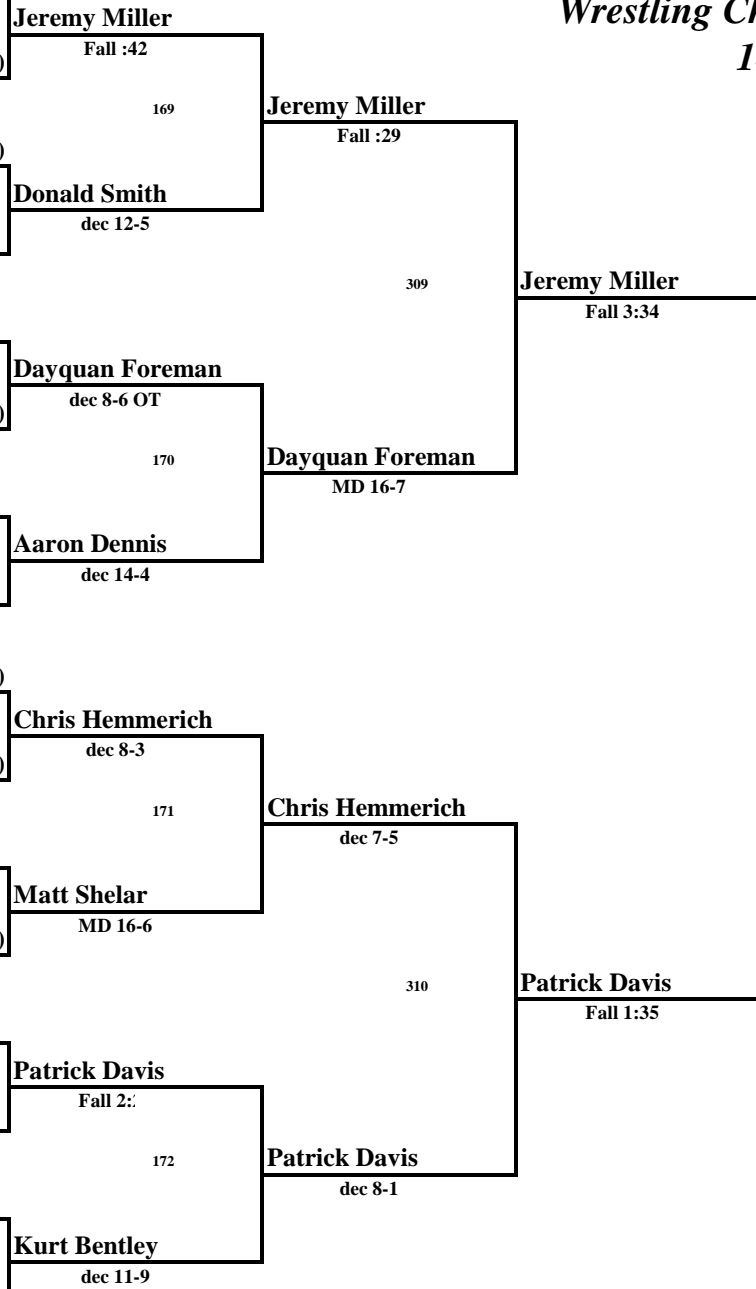 Wrestling
Jeremy Miller
Fall :42
169
Jeremy Miller
Fall :29
Donald Smith
dec 12-5
309
Jeremy Miller
Fall 3:34
Dayquan Foreman
dec 8-6 OT
170
Dayquan Foreman
MD 16-7
Aaron Dennis
dec 14-4
Chris Hemmerich
dec 8-3
171
Chris Hemmerich
dec 7-5
Matt Shelar
MD 16-6
310
Patrick Davis
Fall 1:35
Patrick Davis
Fall
172
Patrick Davis
dec 8-1
Kurt Bentley
dec 11-9